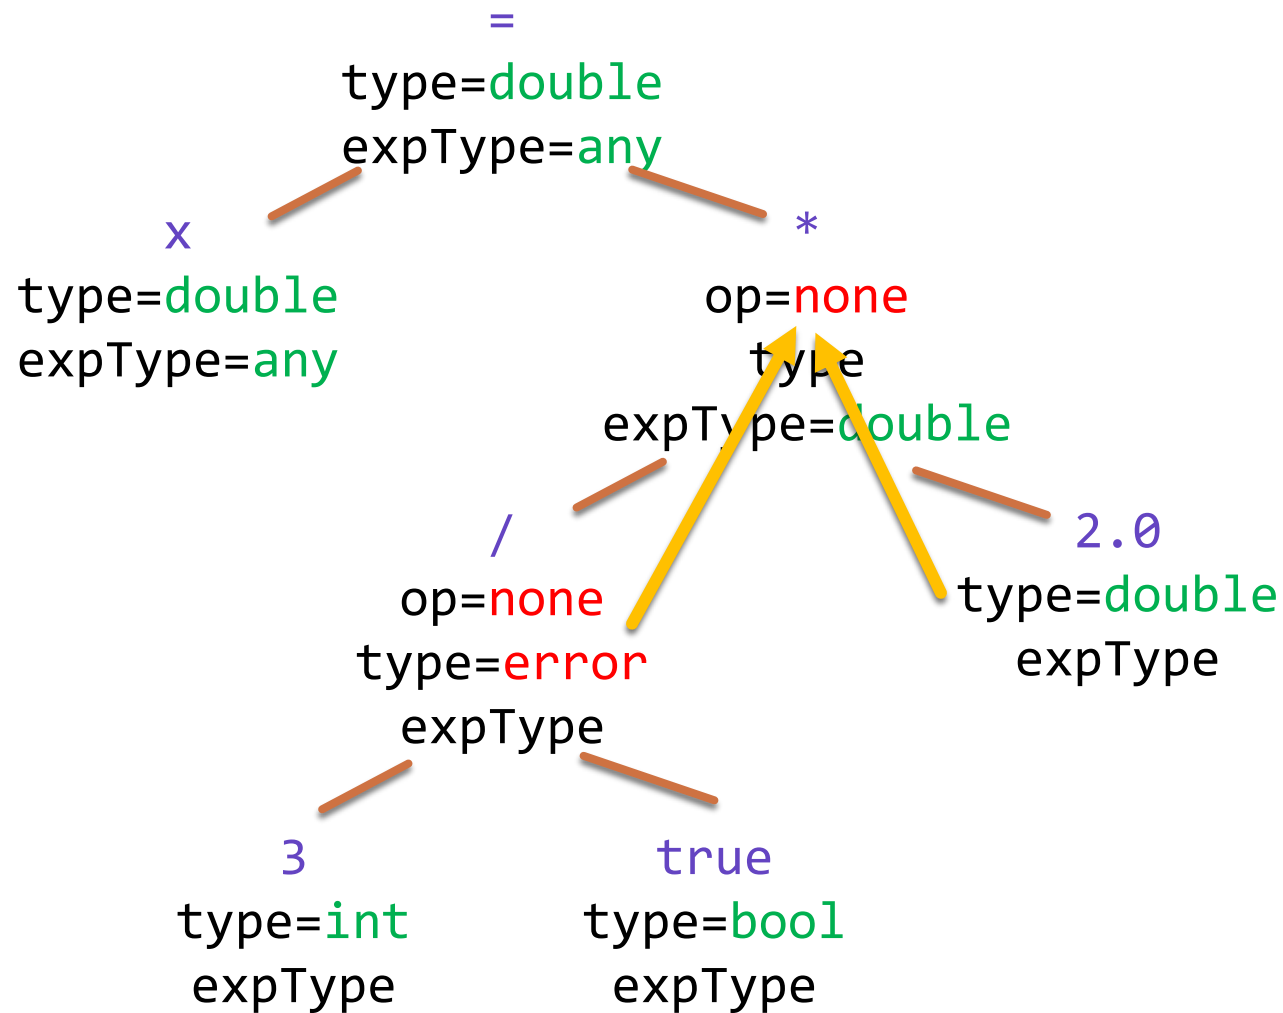 =
type=double
expType=any
x
type=double
expType=any
*
op=none
type
expType=double
/
op=none
type=error
expType
2.0
type=double
expType
3
type=int
expType
true
type=bool
expType